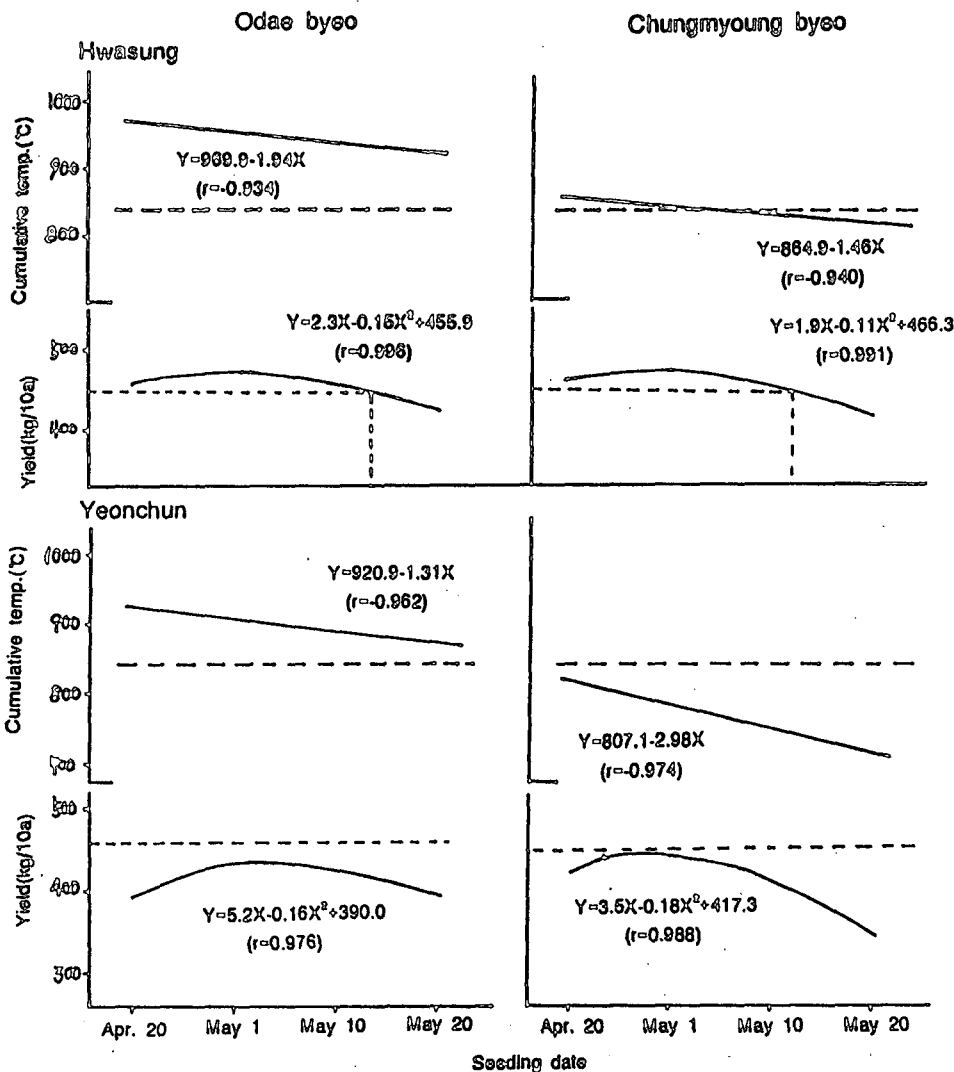 Odae byeo
Chungmyoung byeo
Hwasung
Cumulative temp.(℃)
1000
900
800
Y=969.9-1.94X
(r=-0.934)
Y=864.9-1.46X
(r=-0.940)
Yield(kg/10a)
500
400
Y=2.3X-0.15X²+455.9
(r=0.996)
Y=1.9X-0.11X²+466.3
(r=0.991)
Yeonchun
Cumulative temp.(℃)
1000
900
800
700
Y=920.9-1.31X
(r=-0.962)
Y=807.1-2.98X
(r=-0.974)
Yield(kg/10a)
500
400
300
Y=5.2X-0.16X²+390.0
(r=0.976)
Y=3.5X-0.18X²+417.3
(r=0.988)
Apr. 20 May 1 May 10 May 20
Apr. 20 May 1 May 10 May 20
Seeding date